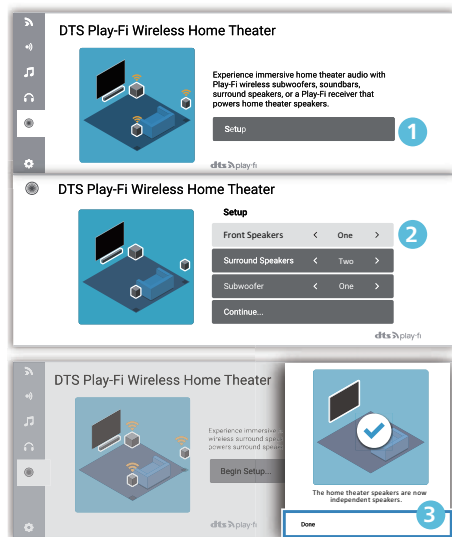 DTS Play-Fi Wireless Home Theater
Experience immersive home theater audio with
Play-Fi wireless subwoofers, soundbars,
surround speakers, or a Play-Fi receiver that
powers home theater speakers.
Setup
1
dts play-fi
DTS Play-Fi Wireless Home Theater
Setup
Front Speakers < One >
2
Surround Speakers < Two >
Subwoofer < One >
Continue...
dts play-fi
DTS Play-Fi Wireless Home Theater
Experience immersive
wireless surround
powers surround
Begin Setup...
dts play-fi
The home theater speakers are now
independent speakers.
Done
3